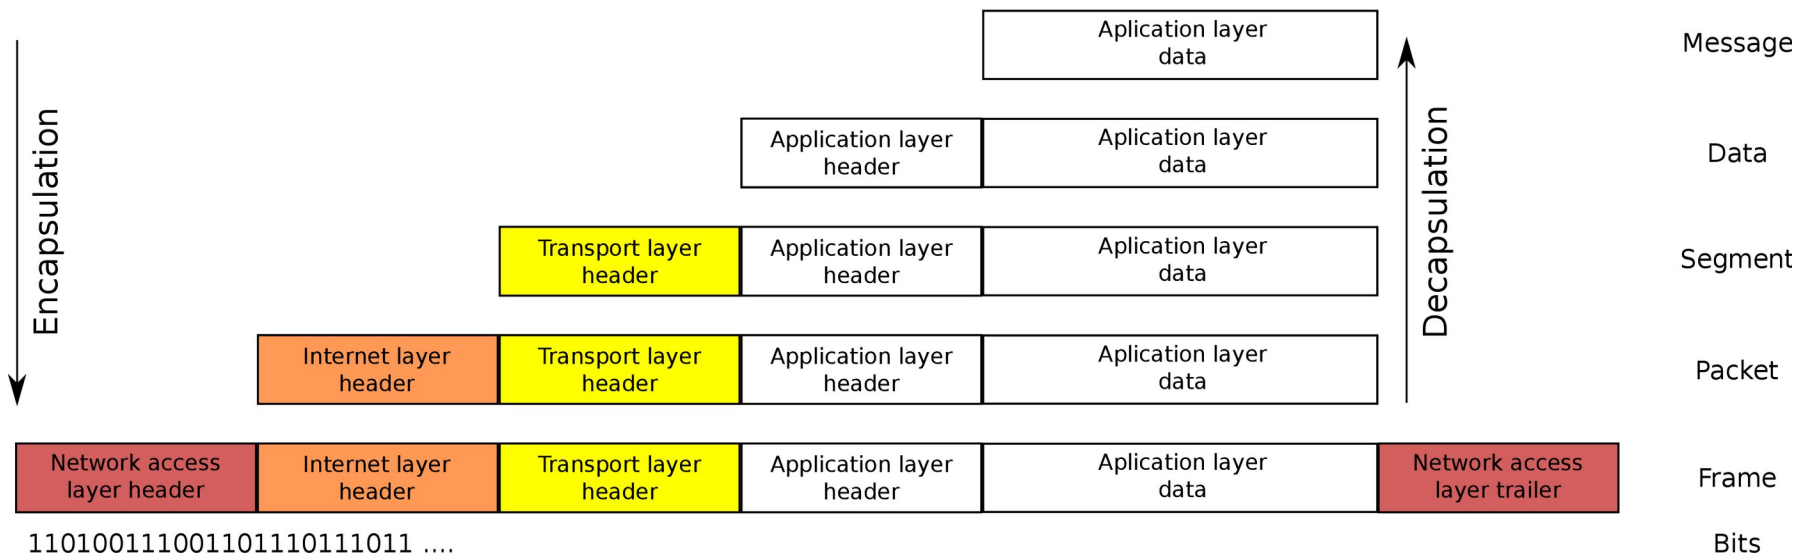 Aplication layer
data
Message
Encapsulation
Decapsulation
Application layer
header
Aplication layer
data
Data
Transport layer
header
Application layer
header
Aplication layer
data
Segment
Internet layer
header
Transport layer
header
Application layer
header
Aplication layer
data
Packet
Network access
layer header
Internet layer
header
Transport layer
header
Application layer
header
Aplication layer
data
Network access
layer trailer
Frame
110100111001101110111011 ....
Bits